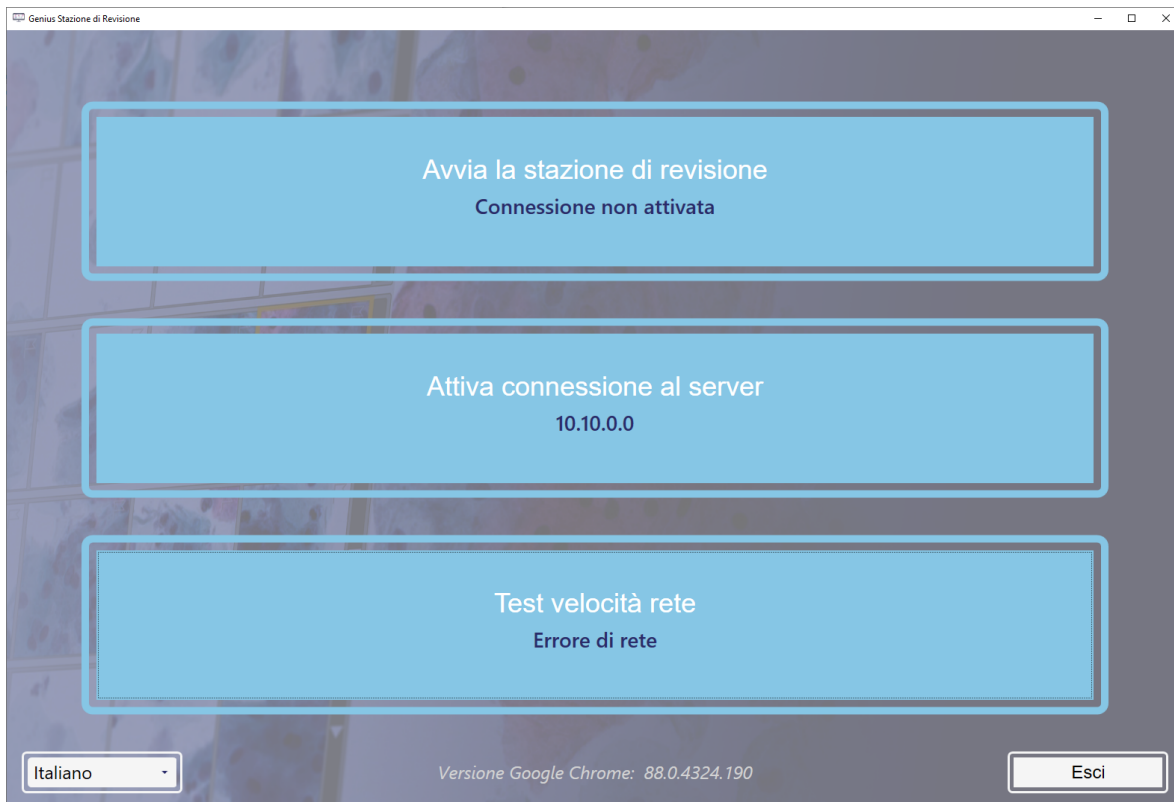 Genius Stazione di Revisione
Avvia la stazione di revisione
Connessione non attivata
Attiva connessione al server
10.10.0.0
Test velocità rete
Errore di rete
Italiano
Versione Google Chrome: 88.0.4324.190
Esci